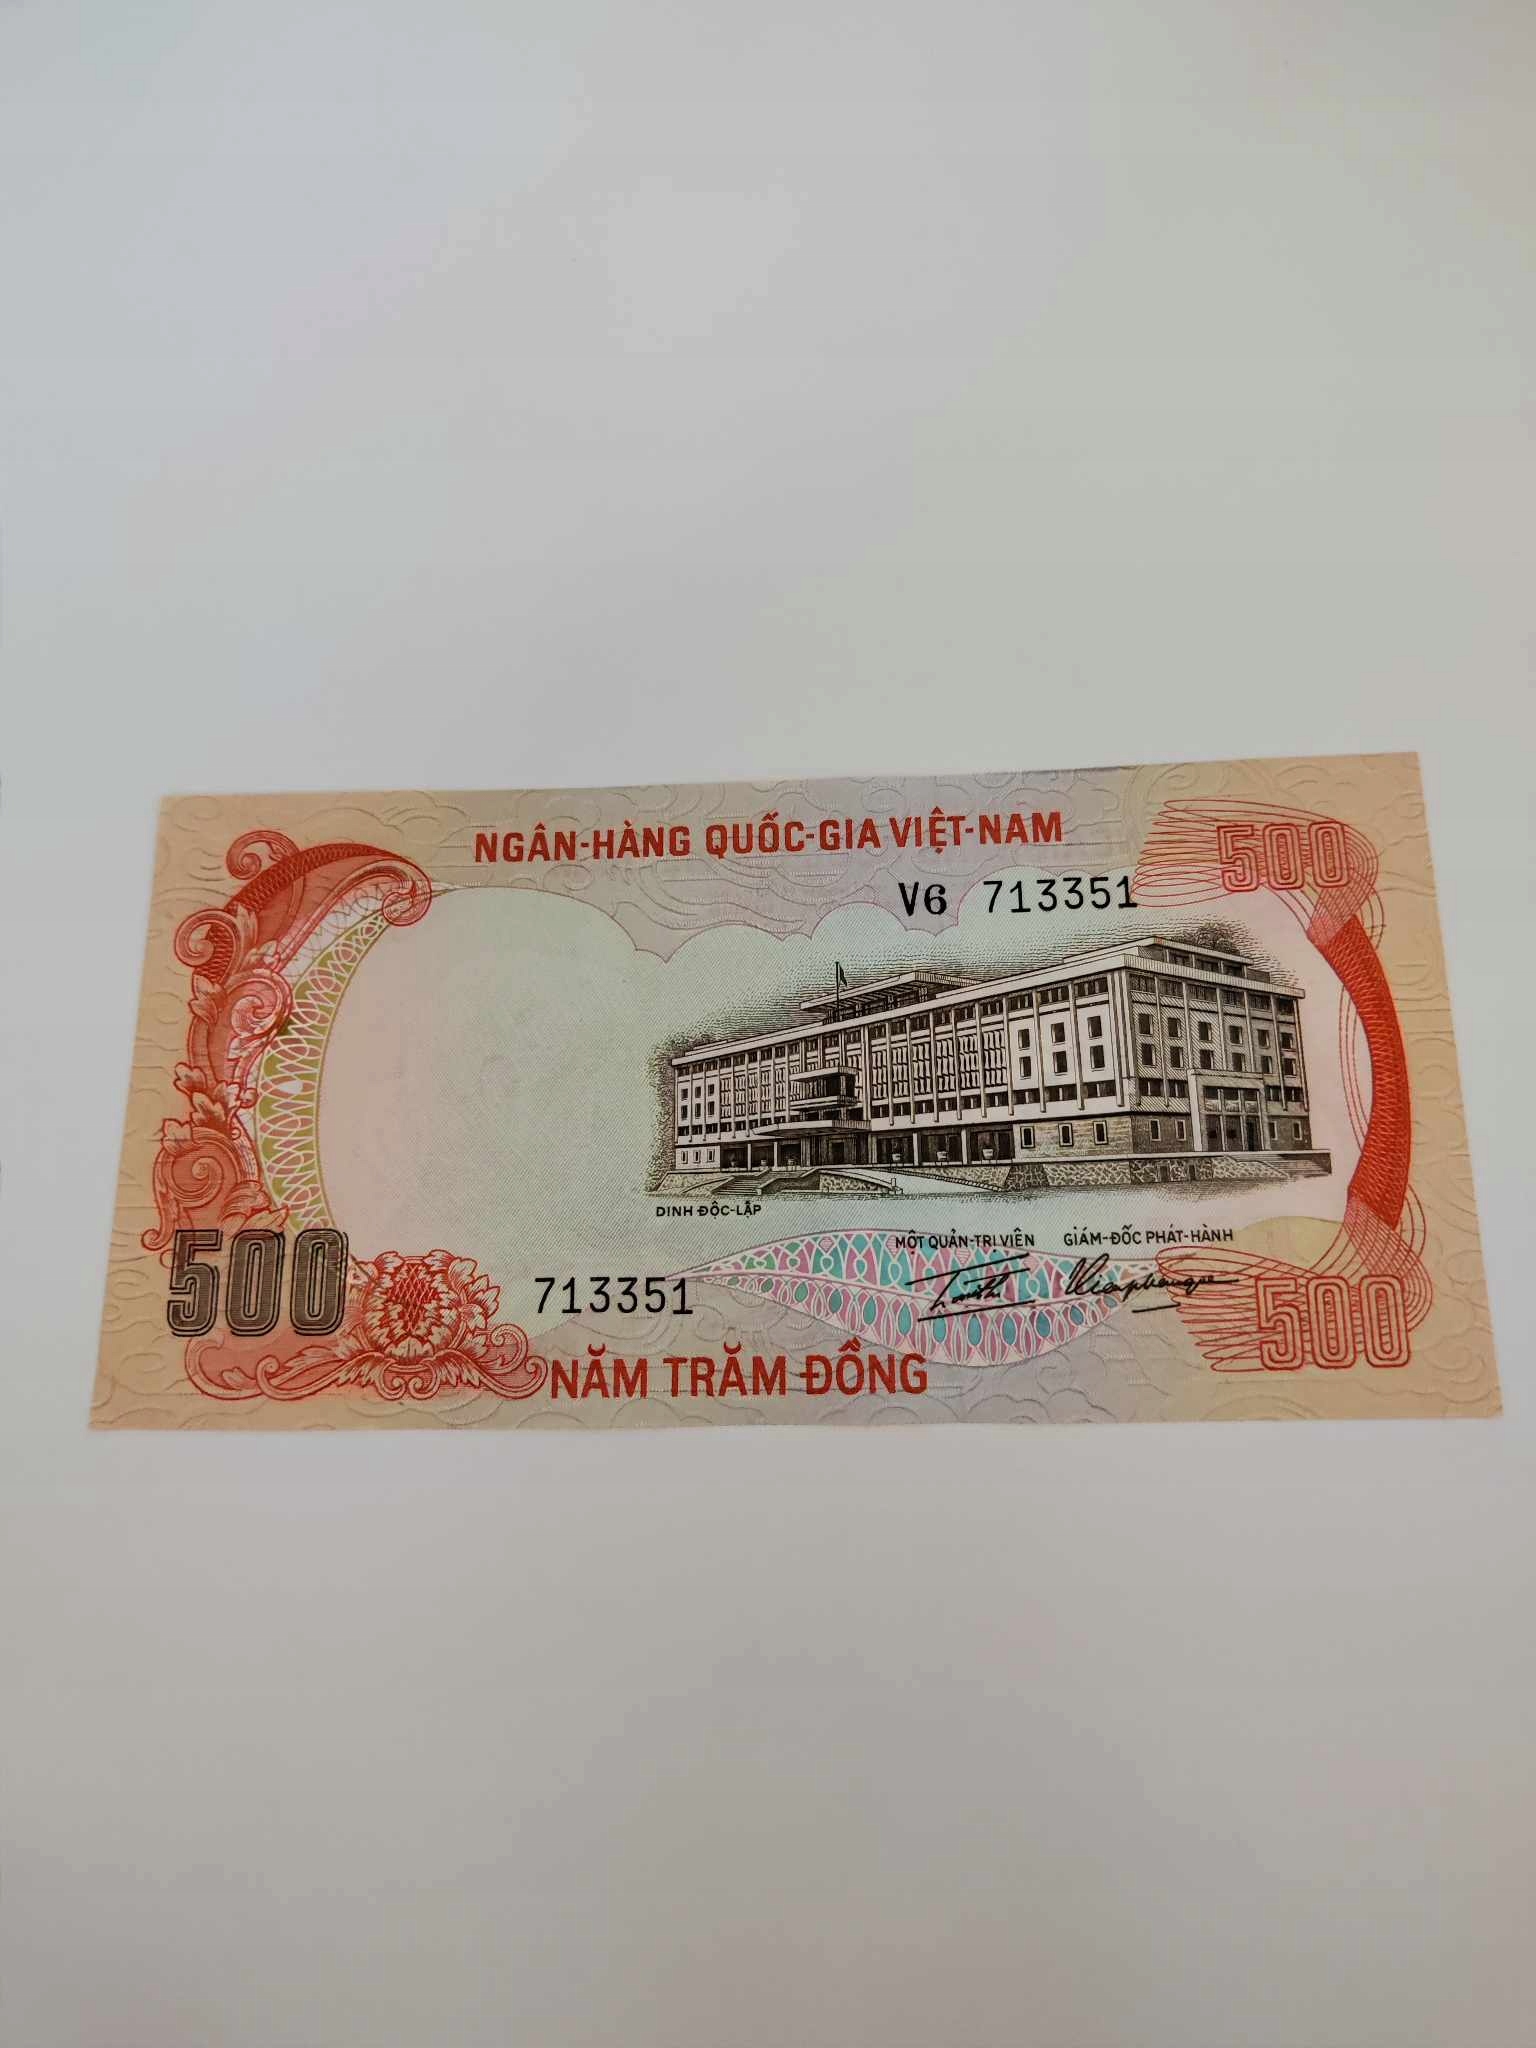 NGÂN-HÀNG QUỐC-GIA VIỆT-NAM
500
V6 713351
DINH ĐỘC-LẬP
MỘT QUẢN-TRỊ VIÊN GIÁM-ĐỐC PHÁT-HÀNH
500
713351
500
NĂM TRĂM ĐỒNG